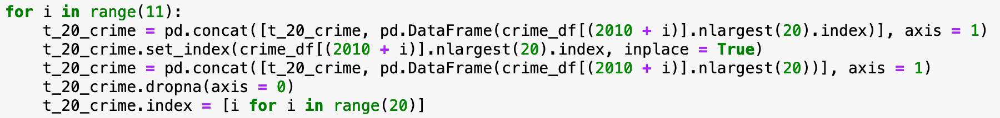 for i in range(11):
    t_20_crime = pd.concat([t_20_crime, pd.DataFrame(crime_df[(2010 + i)].nlargest(20).index)], axis = 1)
    t_20_crime.set_index(crime_df[(2010 + i)].nlargest(20).index, inplace = True)
    t_20_crime = pd.concat([t_20_crime, pd.DataFrame(crime_df[(2010 + i)].nlargest(20))], axis = 1)
    t_20_crime.dropna(axis = 0)
    t_20_crime.index = [i for i in range(20)]